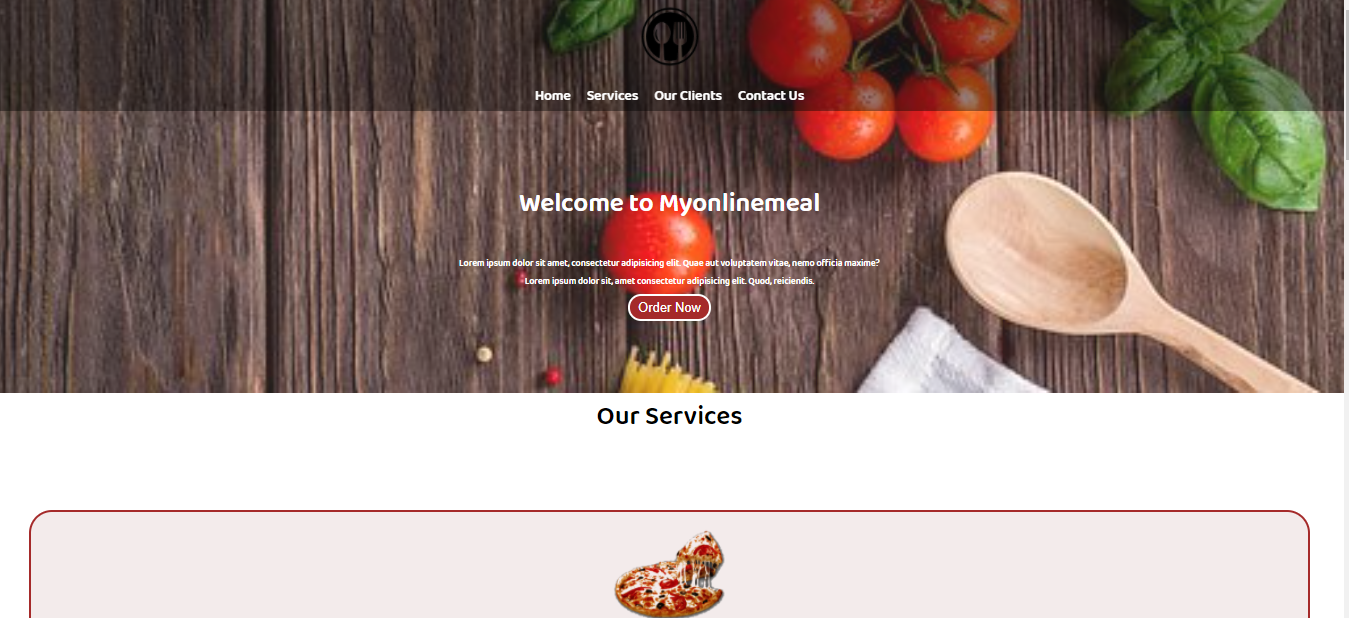 Home Services Our Clients Contact Us
Welcome to Myonlinemeal
Lorem ipsum dolor sit amet, consectetur adipisicing elit. Quae aut voluptatem vitae, nemo officia maxime?
Lorem ipsum dolor sit, amet consectetur adipisicing elit. Quod, reiciendis.
Order Now
Our Services